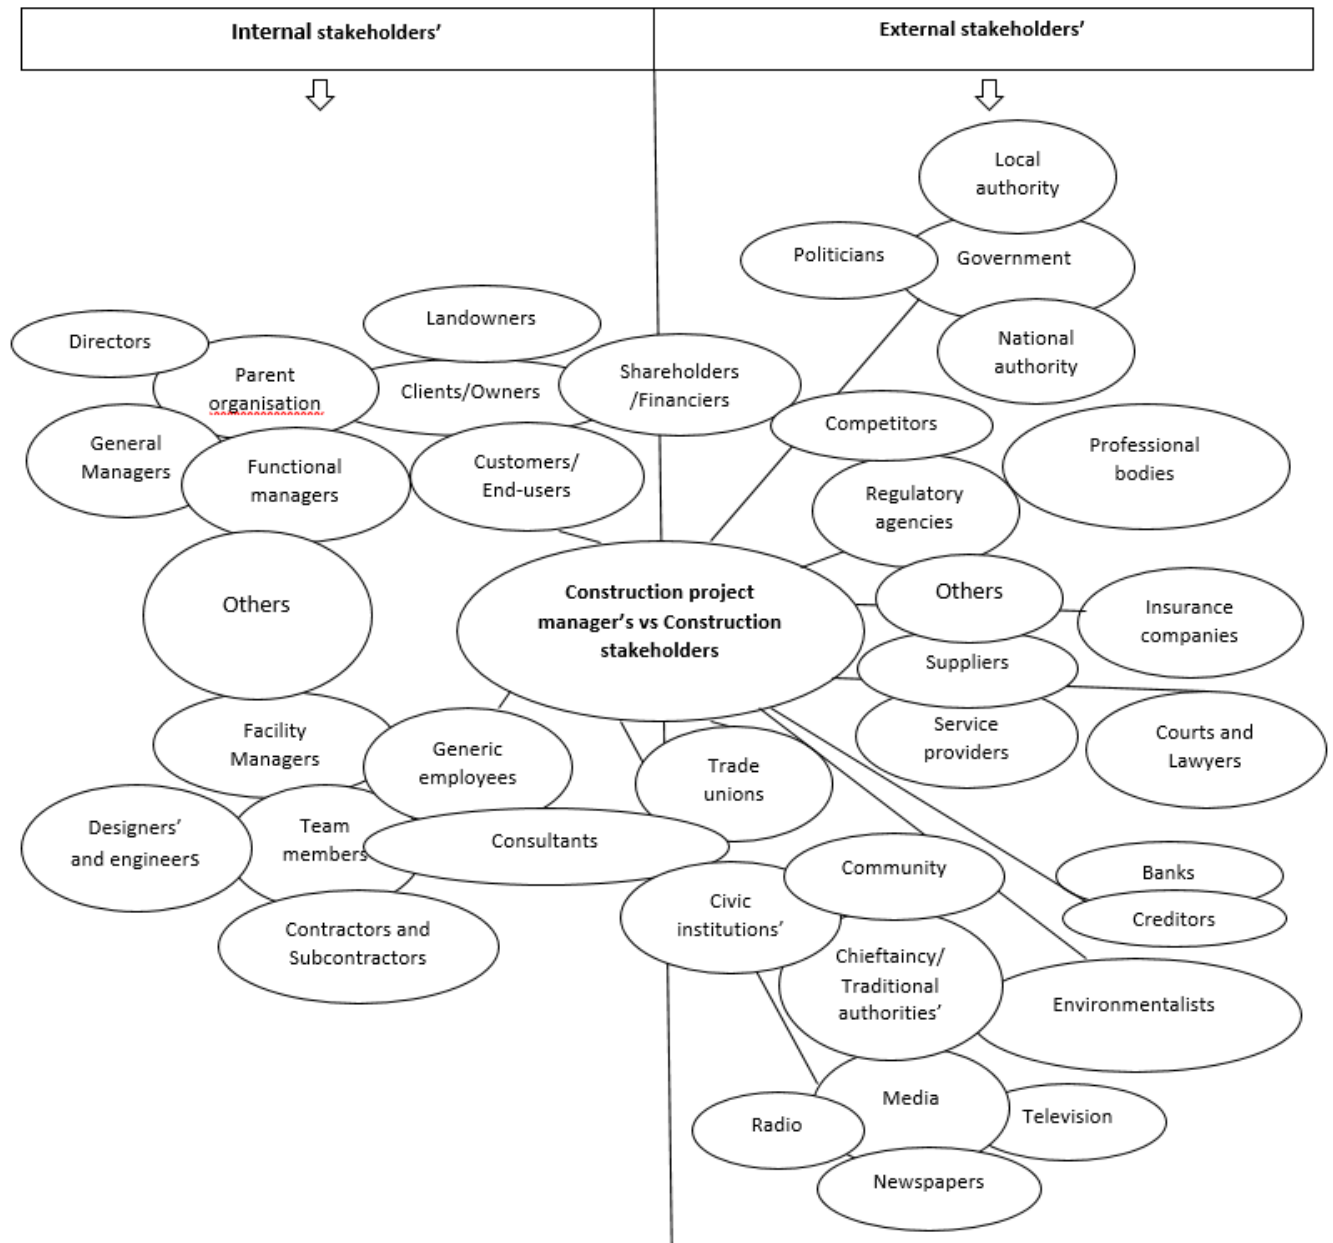 Internal stakeholders’
External stakeholders’
Local
authority
Politicians
Government
National
authority
Landowners
Directors
Parent
organisation
Clients/Owners
Shareholders
/Financiers
Competitors
General
Managers
Functional
managers
Customers/
End-users
Professional
bodies
Regulatory
agencies
Others
Construction project
manager’s vs Construction
stakeholders
Others
Insurance
companies
Suppliers
Service
providers
Courts and
Lawyers
Facility
Managers
Generic
employees
Trade
unions
Designers’
and engineers
Team
members
Consultants
Community
Banks
Creditors
Civic
institutions’
Contractors and
Subcontractors
Chieftaincy/
Traditional
authorities’
Environmentalists
Media
Radio
Television
Newspapers